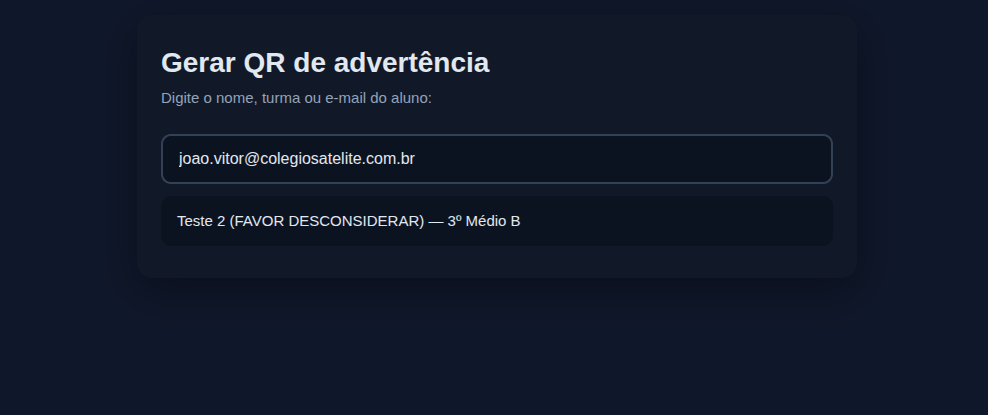 Gerar QR de advertência
Digite o nome, turma ou e-mail do aluno:
joao.vitor@colegiosatelite.com.br
Teste 2 (FAVOR DESCONSIDERAR) — 3º Médio B